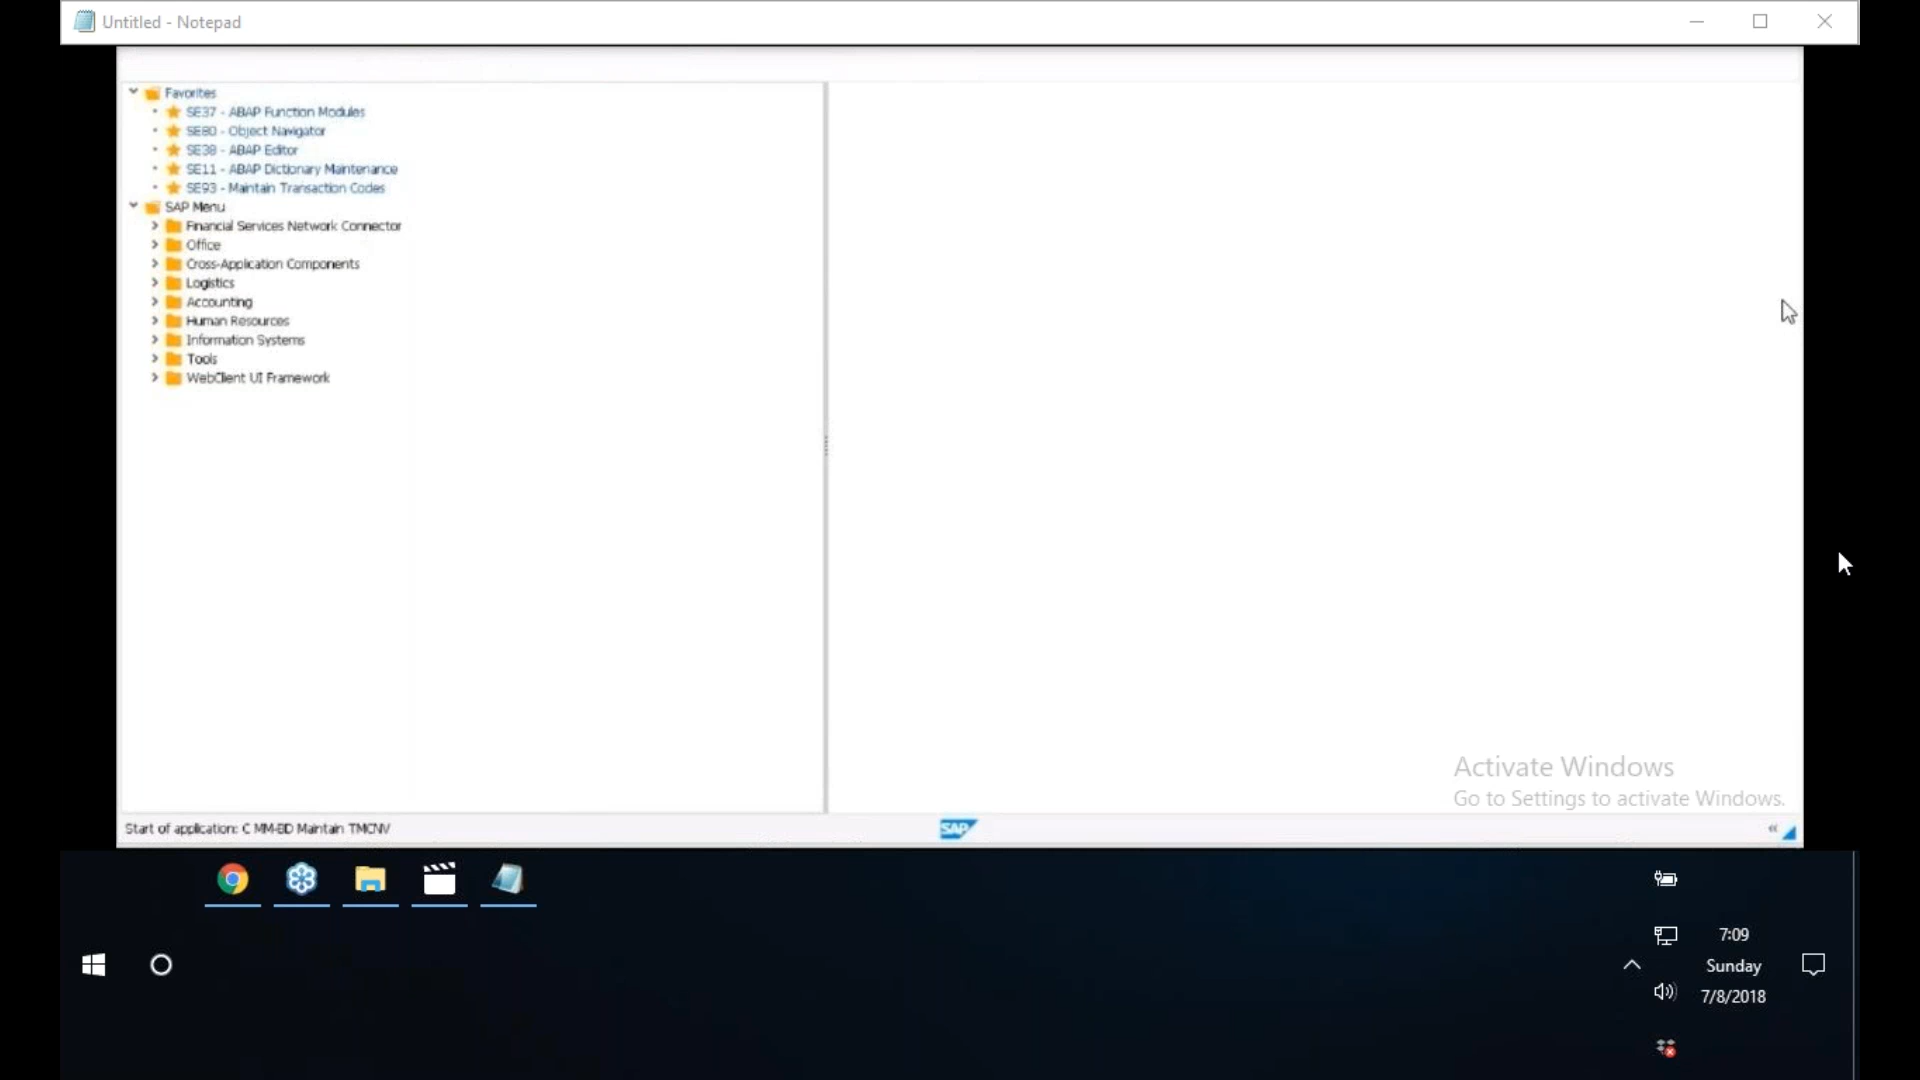 Untitled - Notepad
Favorites
SE37 - ABAP Function Modules
SE80 - Object Navigator
SE38 - ABAP Editor
SE11 - ABAP Dictionary Maintenance
SE93 - Maintain Transaction Codes
SAP Menu
Financial Services Network Connector
Office
Cross-Application Components
Logistics
Accounting
Human Resources
Information Systems
Tools
WebClient UI Framework
Activate Windows
Go to Settings to activate Windows.
Start of application: C MM-BD Maintain TMCNV
SAP
7:09
Sunday
7/8/2018